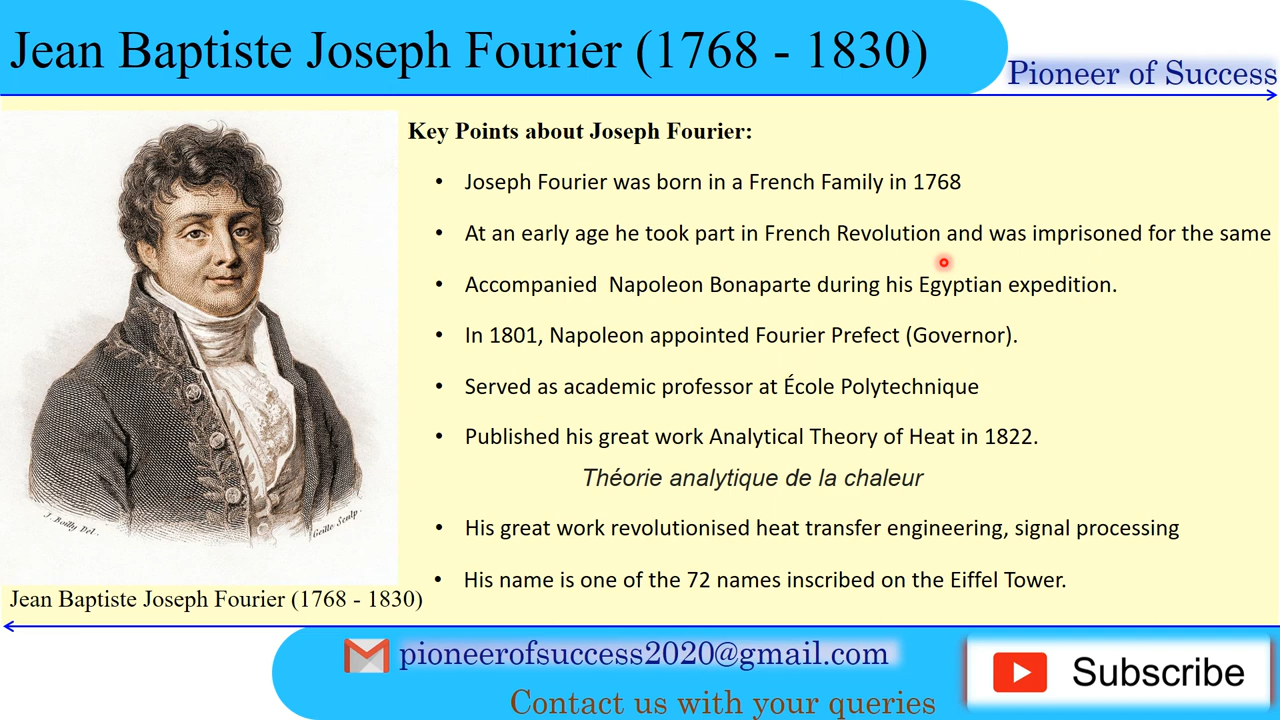 Jean Baptiste Joseph Fourier (1768 - 1830)
Pioneer of Success
Key Points about Joseph Fourier:
• Joseph Fourier was born in a French Family in 1768
• At an early age he took part in French Revolution and was imprisoned for the same
• Accompanied  Napoleon Bonaparte during his Egyptian expedition.
• In 1801, Napoleon appointed Fourier Prefect (Governor).
• Served as academic professor at École Polytechnique
• Published his great work Analytical Theory of Heat in 1822.
Théorie analytique de la chaleur
• His great work revolutionised heat transfer engineering, signal processing
• His name is one of the 72 names inscribed on the Eiffel Tower.
J. Boilly Del.
Geille Sculp.
Jean Baptiste Joseph Fourier (1768 - 1830)
pioneerofsuccess2020@gmail.com
Subscribe
Contact us with your queries